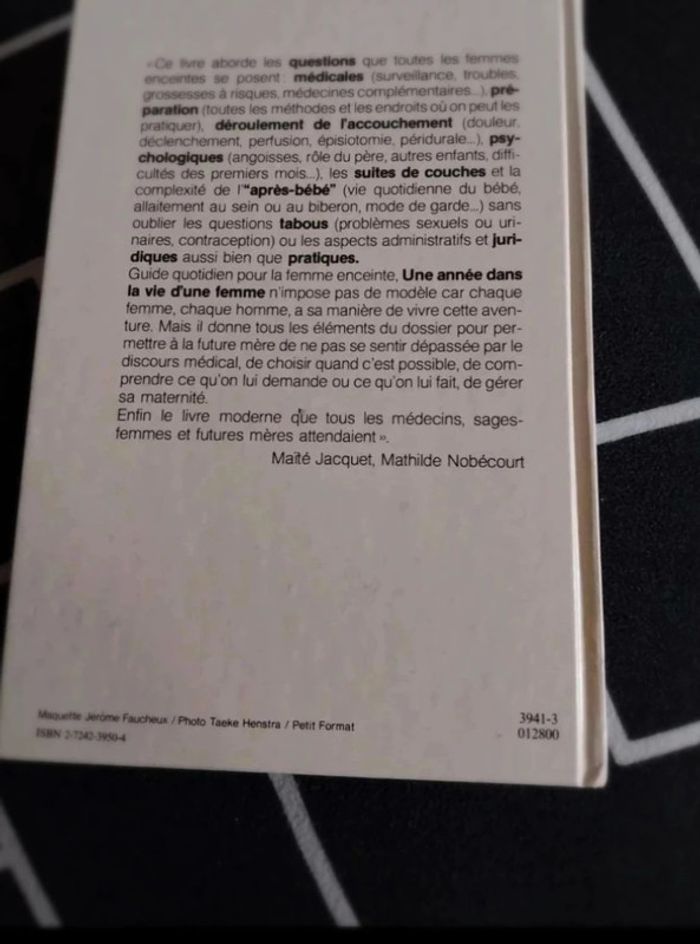 «Ce livre aborde les questions que toutes les femmes
enceintes se posent: médicales (surveillance, troubles,
grossesses à risques, médecines complémentaires...), pré-
paration (toutes les méthodes et les endroits où on peut les
pratiquer), déroulement de l'accouchement (douleur,
déclenchement, perfusion, épisiotomie, péridurale...), psy-
chologiques (angoisses, rôle du père, autres enfants, diffi-
cultés des premiers mois...), les suites de couches et la
complexité de l'"après-bébé" (vie quotidienne du bébé,
allaitement au sein ou au biberon, mode de garde...) sans
oublier les questions tabous (problèmes sexuels ou uri-
naires, contraception) ou les aspects administratifs et juri-
diques aussi bien que pratiques.
Guide quotidien pour la femme enceinte, Une année dans
la vie d'une femme n'impose pas de modèle car chaque
femme, chaque homme, a sa manière de vivre cette aven-
ture. Mais il donne tous les éléments du dossier pour per-
mettre à la future mère de ne pas se sentir dépassée par le
discours médical, de choisir quand c'est possible, de com-
prendre ce qu'on lui demande ou ce qu'on lui fait, de gérer
sa maternité.
Enfin le livre moderne que tous les médecins, sages-
femmes et futures mères attendaient».
Maïté Jacquet, Mathilde Nobécourt
Maquette Jérôme Faucheux / Photo Taeke Henstra / Petit Format
ISBN 2-7242-3950-4
3941-3
012800